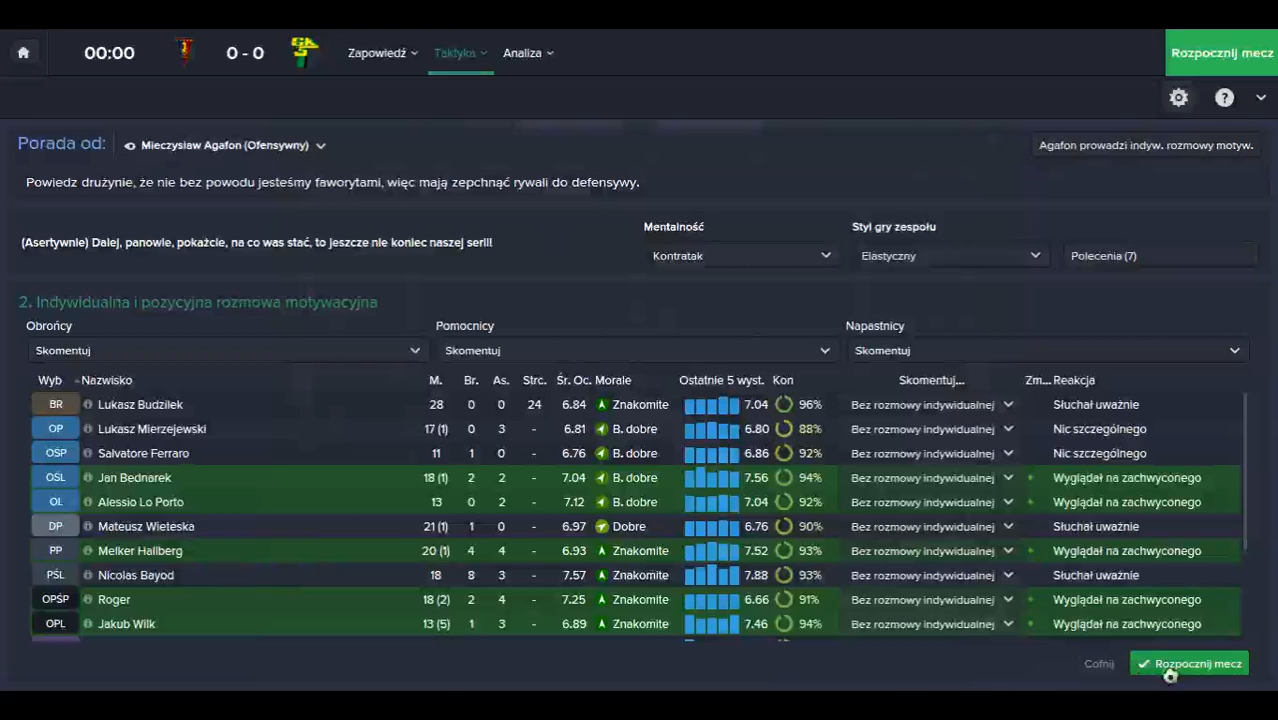 00:00 0 - 0 Zapowiedź Taktyka Analiza Rozpocznij mecz
Porada od: Mieczysław Agafon (Ofensywny) Agafon prowadzi indyw. rozmowy motyw.
Powiedz drużynie, że nie bez powodu jesteśmy faworytami, więc mają zepchnąć rywali do defensywy.
Mentalność Styl gry zespołu
(Asertywnie) Dalej, panowie, pokażcie, na co was stać, to jeszcze nie koniec naszej serii! Kontratak Elastyczny Polecenia (7)
2. Indywidualna i pozycyjna rozmowa motywacyjna
Obrońcy Pomocnicy Napastnicy
Skomentuj Skomentuj Skomentuj
Wyb Nazwisko M. Br. As. Strc. Śr. Oc. Morale Ostatnie 5 wyst. Kon Skomentuj... Zm... Reakcja
BR Lukasz Budzilek 28 0 0 24 6.84 Znakomite 7.04 96% Bez rozmowy indywidualnej Słuchał uważnie
OP Lukasz Mierzejewski 17 (1) 0 3 - 6.81 B. dobre 6.80 88% Bez rozmowy indywidualnej Nic szczególnego
OŚP Salvatore Ferraro 11 1 0 - 6.76 B. dobre 6.86 92% Bez rozmowy indywidualnej Nic szczególnego
OŚL Jan Bednarek 18 (1) 2 2 - 7.04 B. dobre 7.56 94% Bez rozmowy indywidualnej Wyglądał na zachwyconego
OL Alessio Lo Porto 13 0 2 - 7.12 B. dobre 7.04 92% Bez rozmowy indywidualnej Wyglądał na zachwyconego
DP Mateusz Wieteska 21 (1) 1 0 - 6.97 Dobre 6.76 90% Bez rozmowy indywidualnej Słuchał uważnie
PP Melker Hallberg 20 (1) 4 4 - 6.93 Znakomite 7.52 93% Bez rozmowy indywidualnej Wyglądał na zachwyconego
PŚL Nicolas Bayod 18 8 3 - 7.57 Znakomite 7.88 93% Bez rozmowy indywidualnej Słuchał uważnie
OPŚP Roger 18 (2) 2 4 - 7.25 Znakomite 6.66 91% Bez rozmowy indywidualnej Wyglądał na zachwyconego
OPL Jakub Wilk 13 (5) 1 3 - 6.89 Znakomite 7.46 94% Bez rozmowy indywidualnej Wyglądał na zachwyconego
Cofnij Rozpocznij mecz